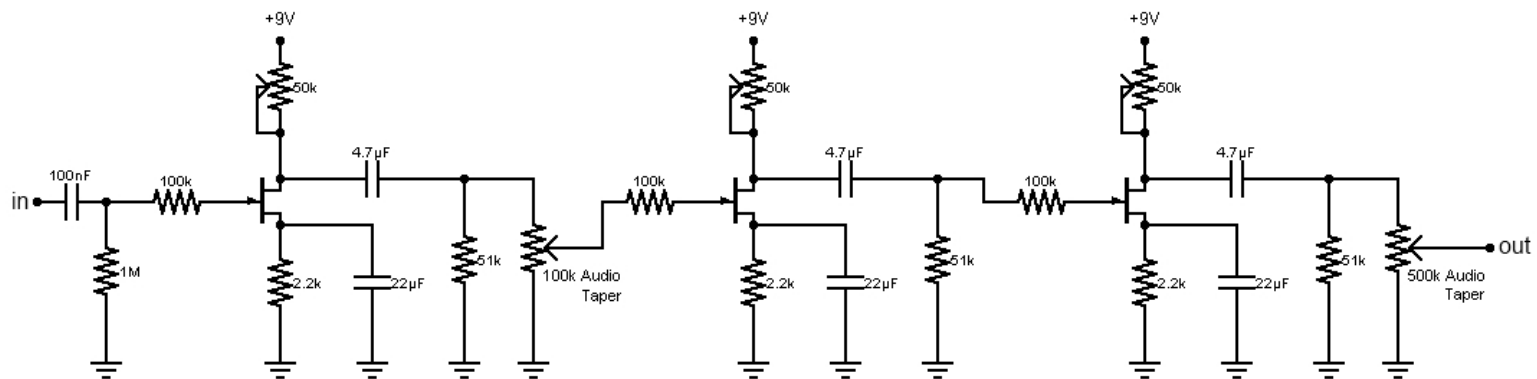 +9V
+9V
+9V
50k
50k
50k
100nF
4.7µF
4.7µF
4.7µF
100k
100k
100k
in
out
1M
2.2k
22µF
51k
100k Audio
Taper
2.2k
22µF
51k
2.2k
22µF
51k
500k Audio
Taper